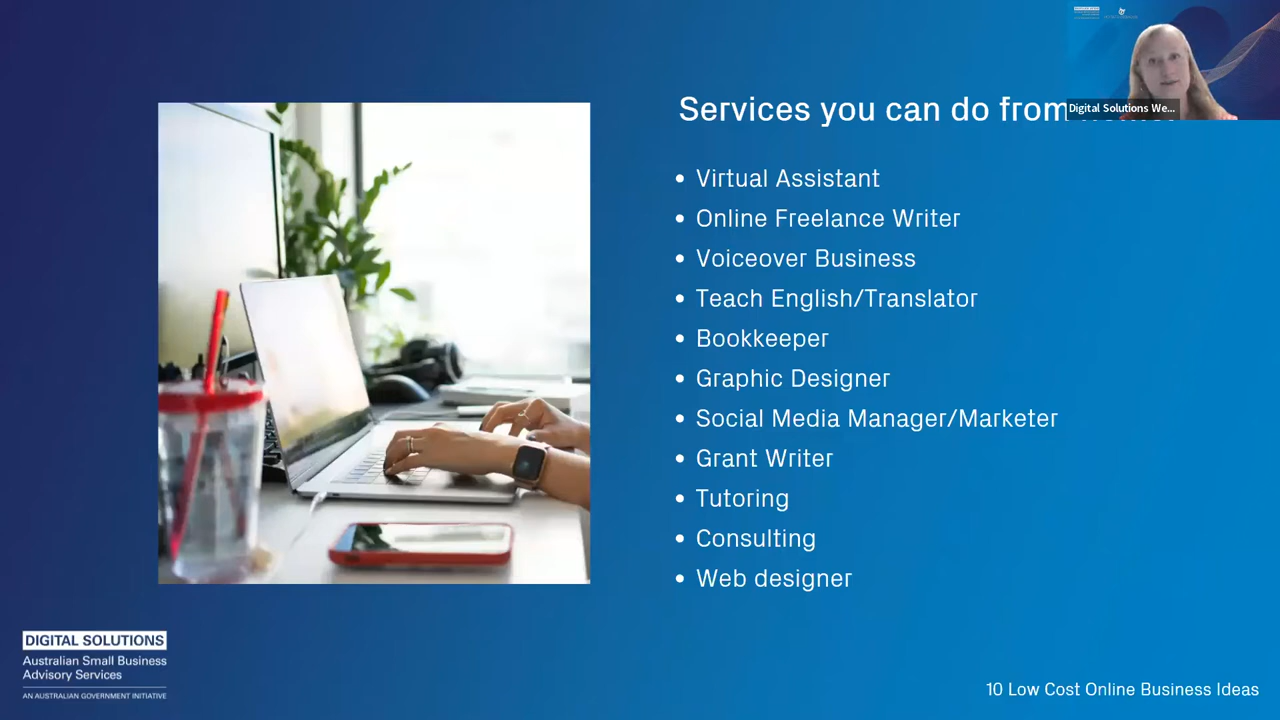 Services you can do from
Digital Solutions We...
Virtual Assistant
Online Freelance Writer
Voiceover Business
Teach English/Translator
Bookkeeper
Graphic Designer
Social Media Manager/Marketer
Grant Writer
Tutoring
Consulting
Web designer
DIGITAL SOLUTIONS
Australian Small Business
Advisory Services
AN AUSTRALIAN GOVERNMENT INITIATIVE
10 Low Cost Online Business Ideas